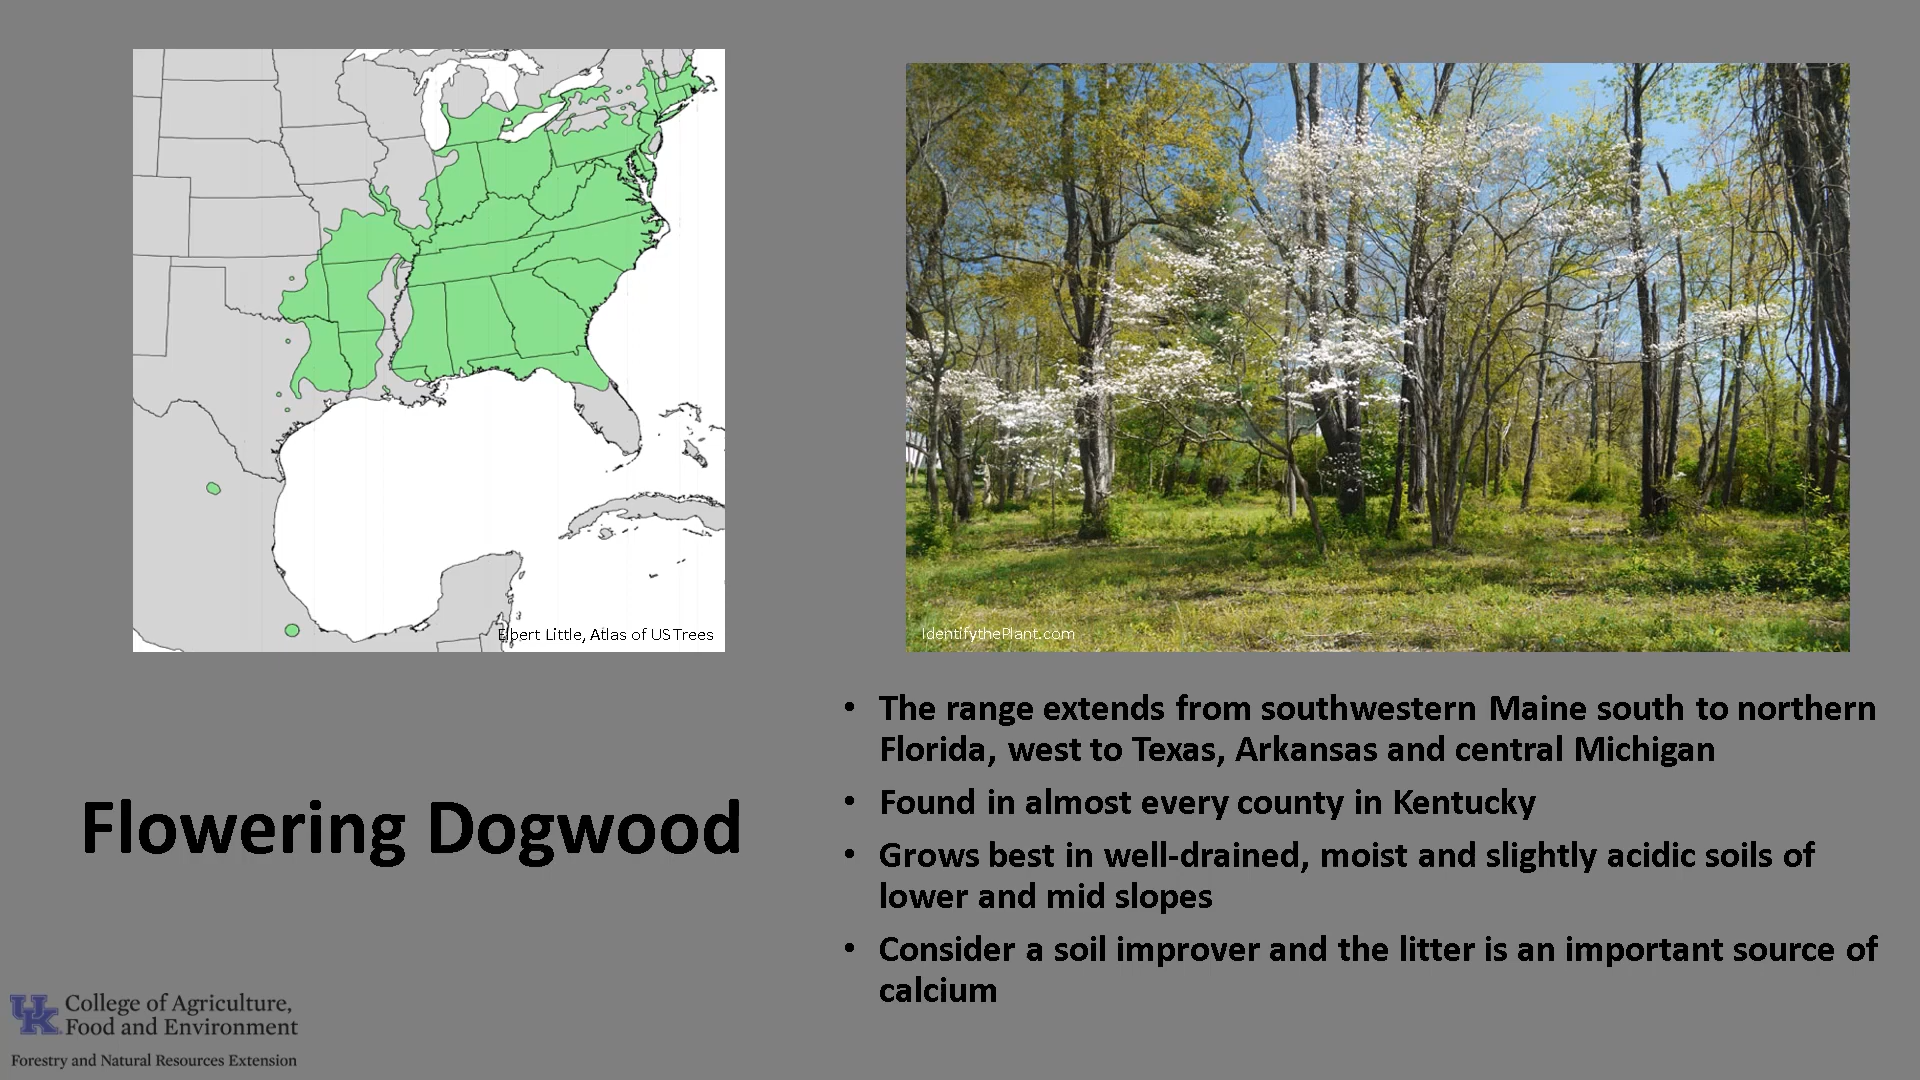 Elbert Little, Atlas of US Trees
IdentifythePlant.com
Flowering Dogwood
• The range extends from southwestern Maine south to northern
Florida, west to Texas, Arkansas and central Michigan
• Found in almost every county in Kentucky
• Grows best in well-drained, moist and slightly acidic soils of
lower and mid slopes
• Consider a soil improver and the litter is an important source of
calcium
UK College of Agriculture,
Food and Environment
Forestry and Natural Resources Extension